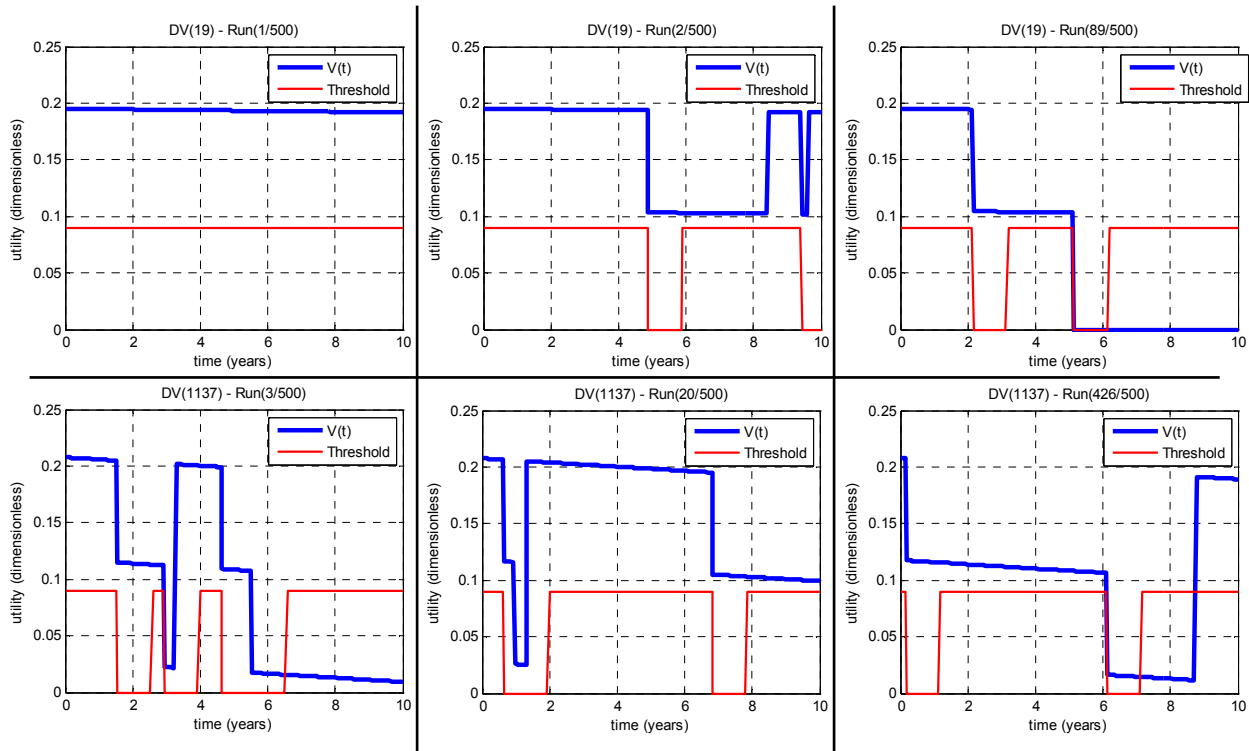 DV(19) - Run(1/500)
0.25
0.2
0.15
0.1
0.05
0
utility (dimensionless)
V(t)
Threshold
0 2 4 6 8 10
time (years)
DV(19) - Run(2/500)
0.25
0.2
0.15
0.1
0.05
0
utility (dimensionless)
V(t)
Threshold
0 2 4 6 8 10
time (years)
DV(19) - Run(89/500)
0.25
0.2
0.15
0.1
0.05
0
utility (dimensionless)
V(t)
Threshold
0 2 4 6 8 10
time (years)
DV(1137) - Run(3/500)
0.25
0.2
0.15
0.1
0.05
0
utility (dimensionless)
V(t)
Threshold
0 2 4 6 8 10
time (years)
DV(1137) - Run(20/500)
0.25
0.2
0.15
0.1
0.05
0
utility (dimensionless)
V(t)
Threshold
0 2 4 6 8 10
time (years)
DV(1137) - Run(426/500)
0.25
0.2
0.15
0.1
0.05
0
utility (dimensionless)
V(t)
Threshold
0 2 4 6 8 10
time (years)